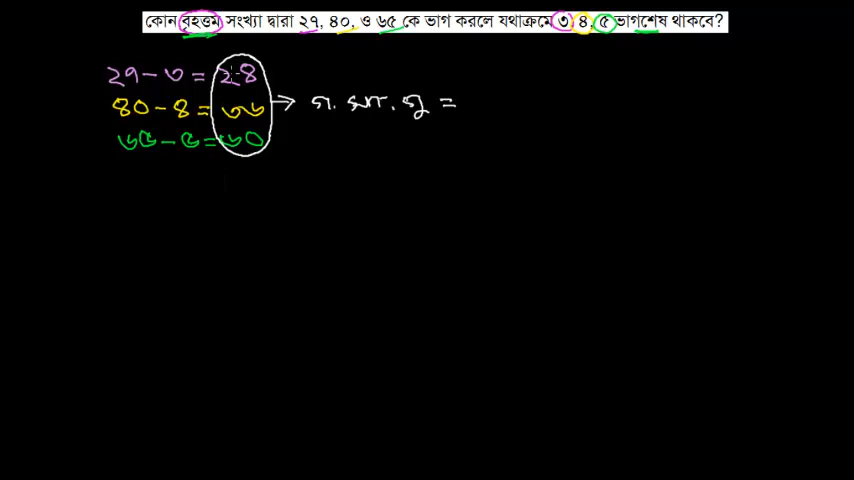 কোন বৃহত্তম সংখ্যা দ্বারা ২৭, ৪০, ও ৬৫ কে ভাগ করলে যথাক্রমে ৩, ৪, ৫ ভাগশেষ থাকবে?
২৭ - ৩ = ২৪
৪০ - ৪ = ৩৬ → গ. সা. গু =
৬৫ - ৫ = ৬০